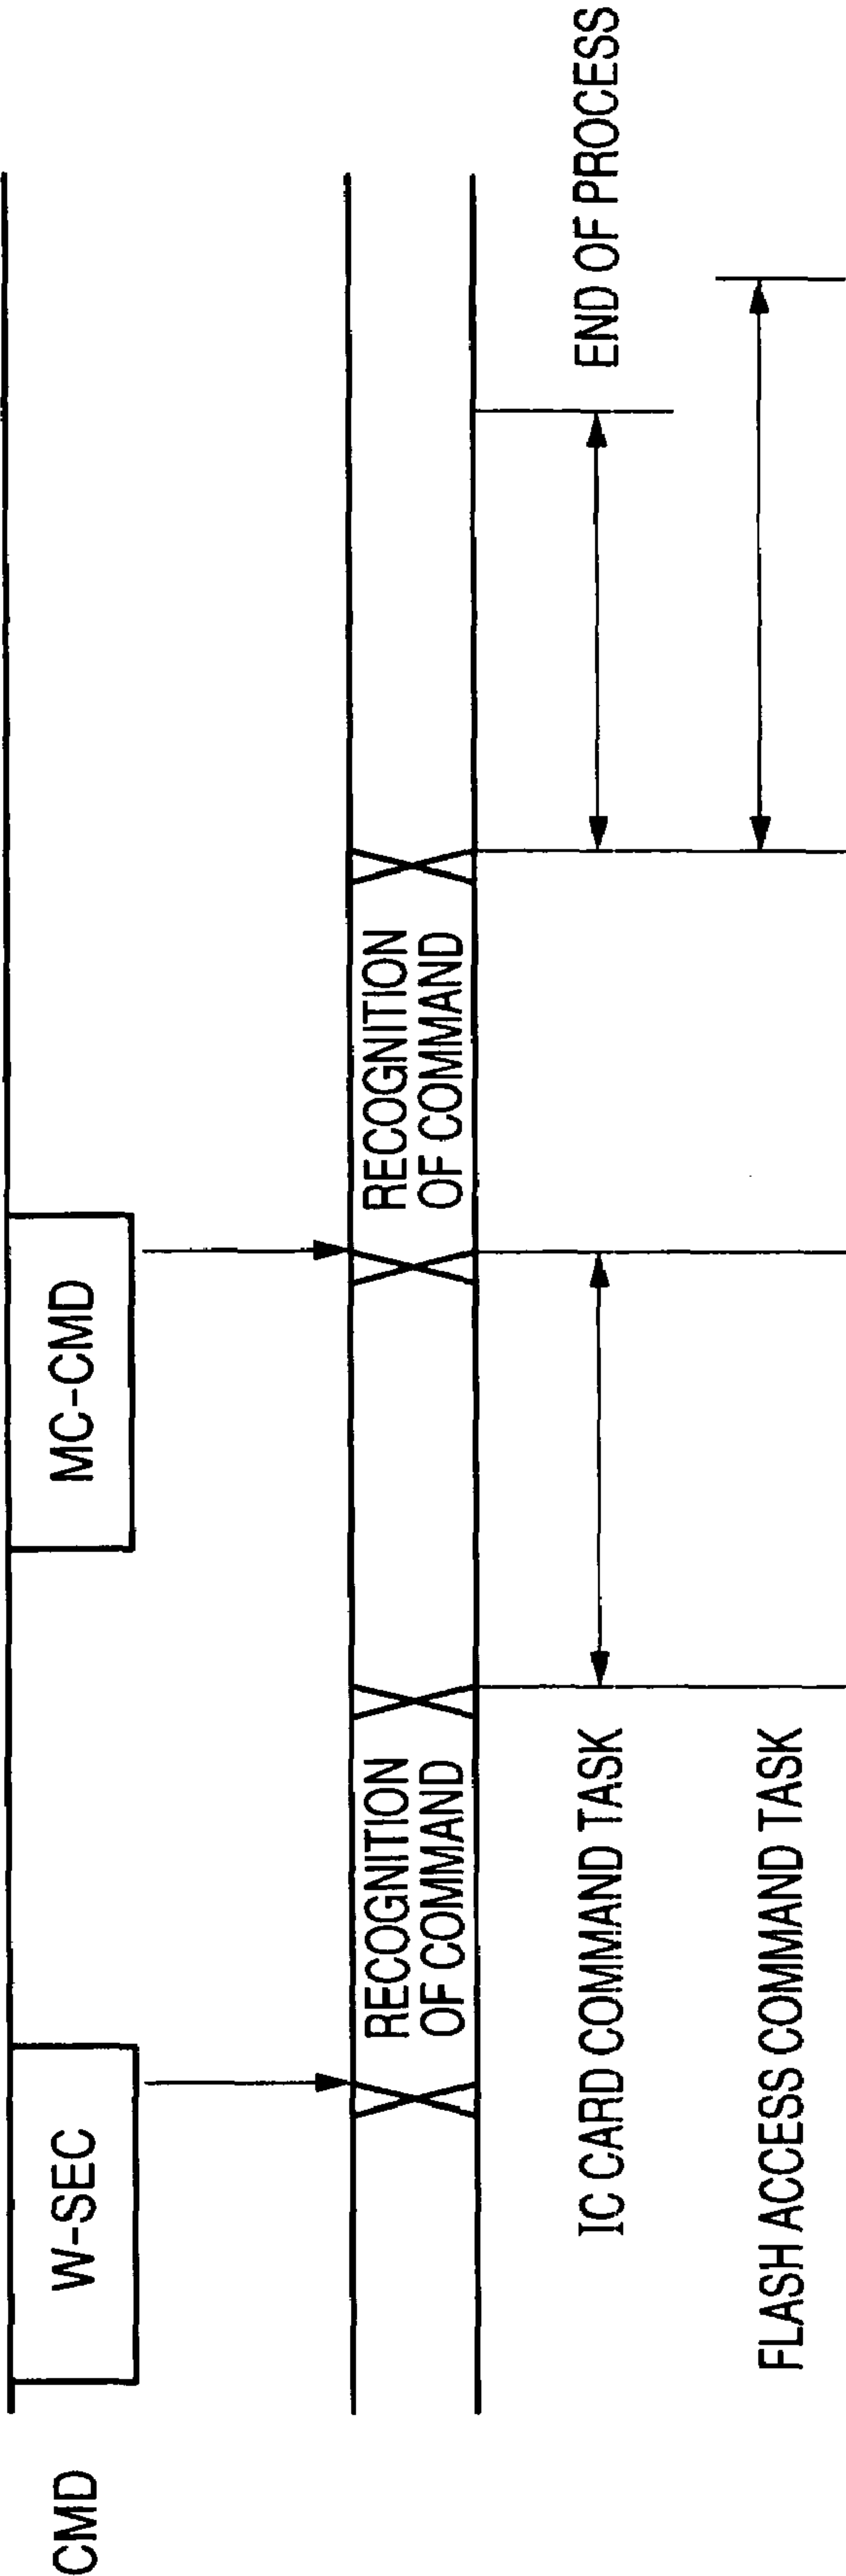 CMD
W-SEC
MC-CMD
RECOGNITION
OF COMMAND
RECOGNITION
OF COMMAND
IC CARD COMMAND TASK
END OF PROCESS
FLASH ACCESS COMMAND TASK